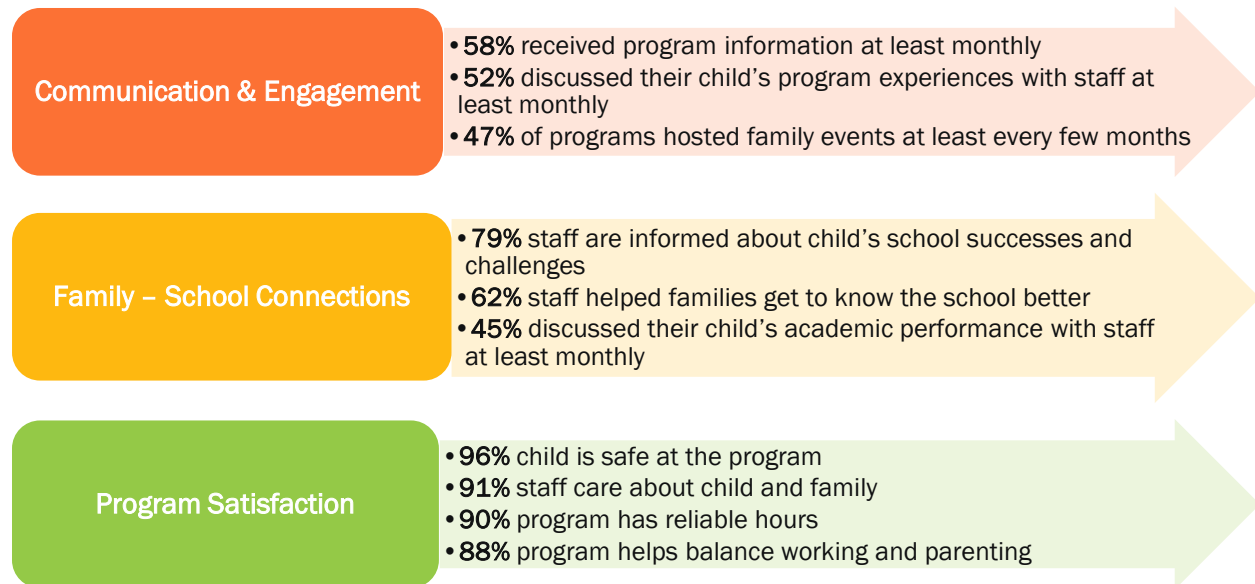 Communication & Engagement
•58% received program information at least monthly
•52% discussed their child's program experiences with staff at
least monthly
•47% of programs hosted family events at least every few months
Family – School Connections
•79% staff are informed about child's school successes and
challenges
•62% staff helped families get to know the school better
•45% discussed their child's academic performance with staff
at least monthly
Program Satisfaction
•96% child is safe at the program
•91% staff care about child and family
•90% program has reliable hours
•88% program helps balance working and parenting